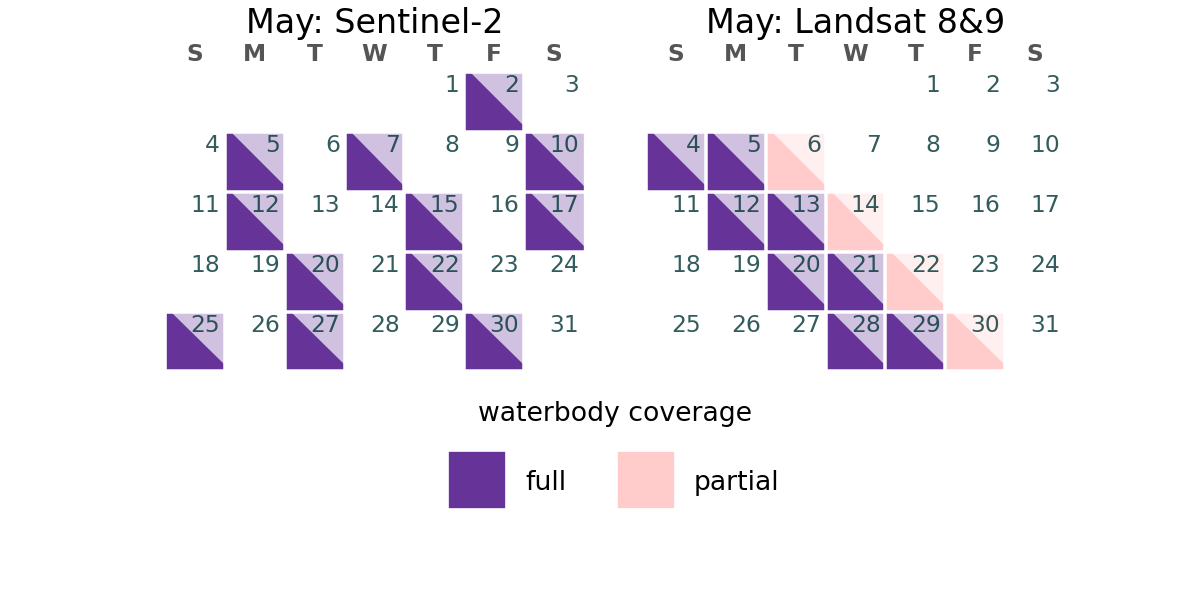 May: Sentinel-2
S M T W T F S
1 2 3
4 5 6 7 8 9 10
11 12 13 14 15 16 17
18 19 20 21 22 23 24
25 26 27 28 29 30 31
May: Landsat 8&9
S M T W T F S
1 2 3
4 5 6 7 8 9 10
11 12 13 14 15 16 17
18 19 20 21 22 23 24
25 26 27 28 29 30 31
waterbody coverage
full partial